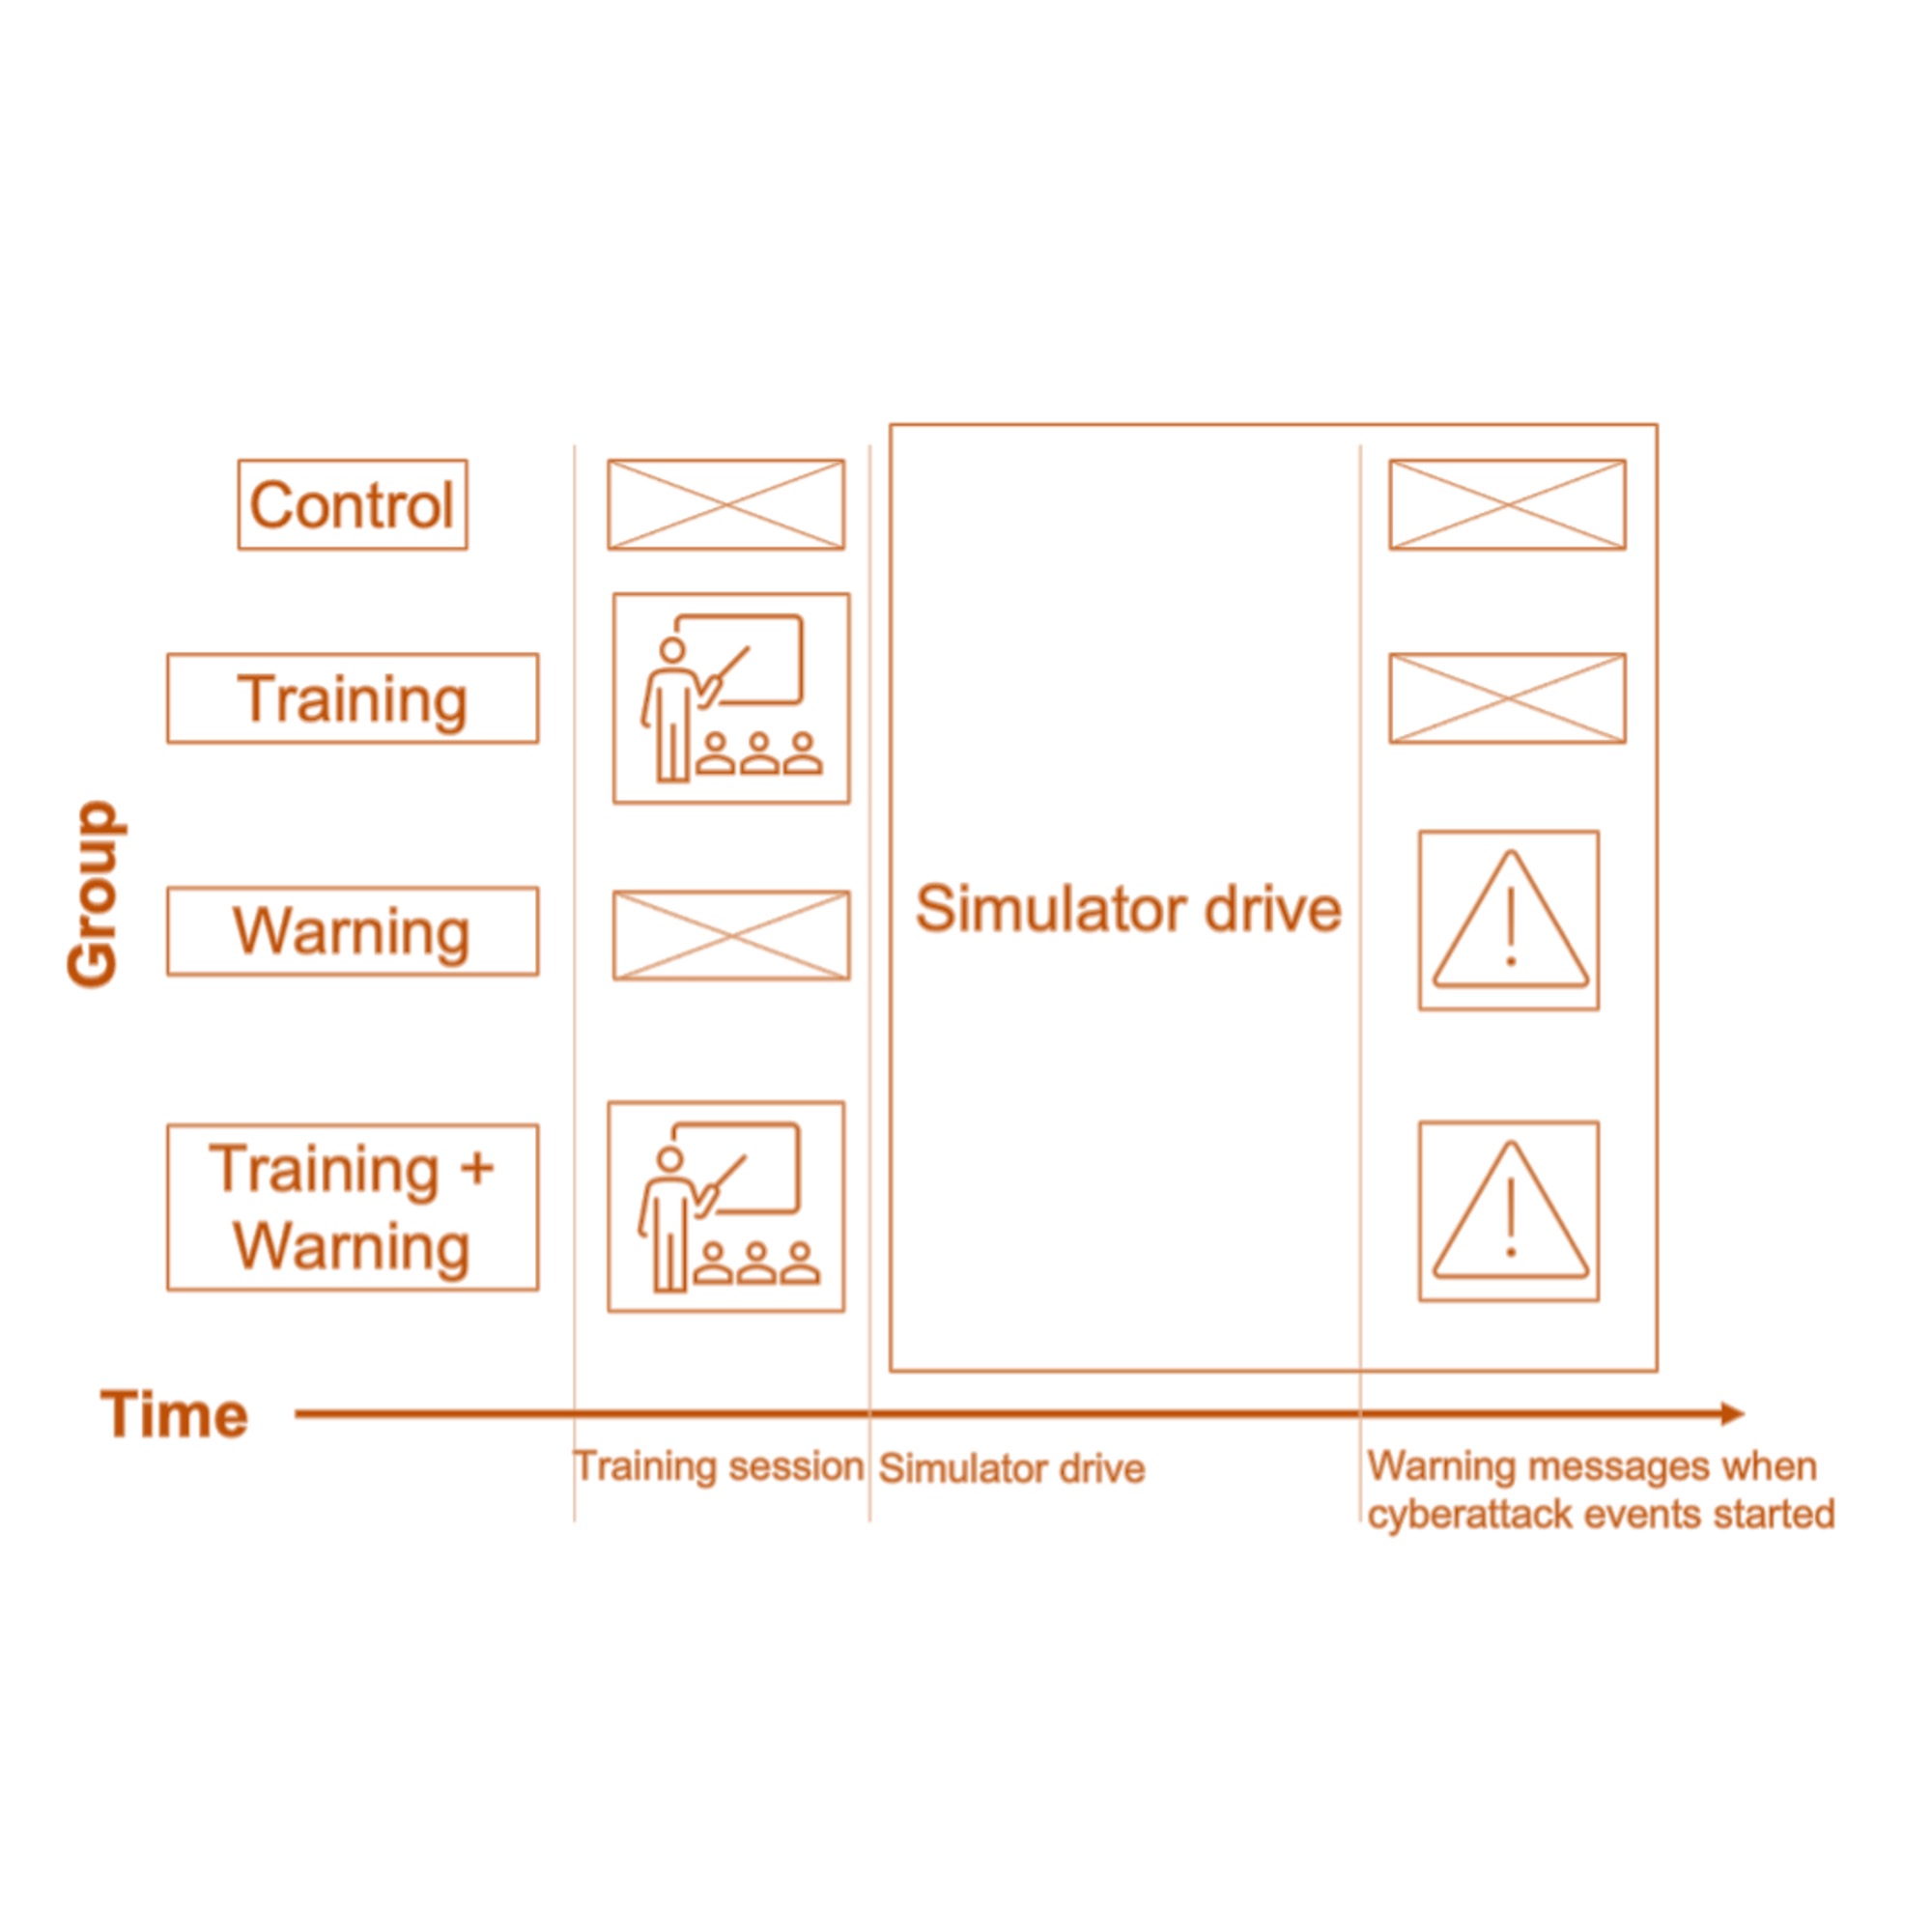 Control
Training
Group
Warning
Simulator drive
Training +
Warning
Time
Training session
Simulator drive
Warning messages when
cyberattack events started